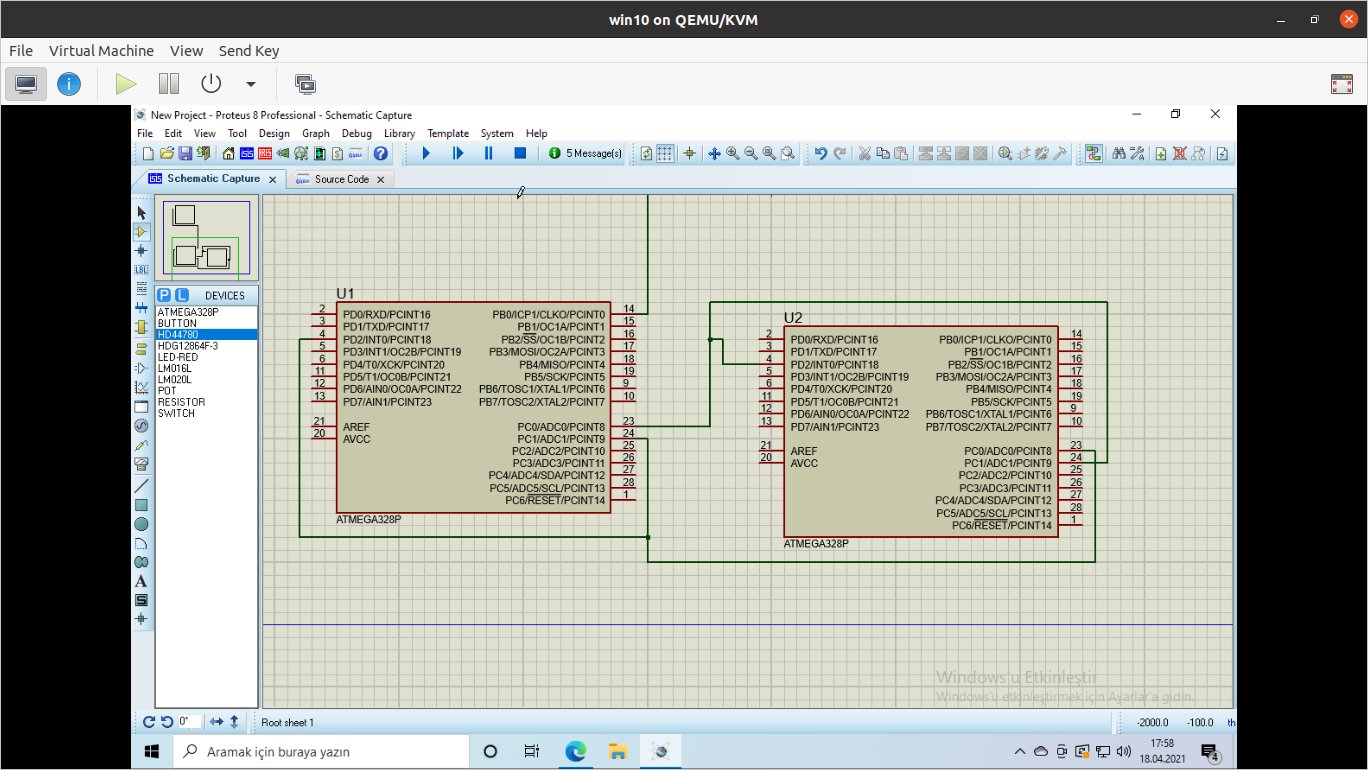 win10 on QEMU/KVM
File Virtual Machine View Send Key
New Project - Proteus 8 Professional - Schematic Capture
File Edit View Tool Design Graph Debug Library Template System Help
5 Message(s)
Schematic Capture
Source Code
P L DEVICES
ATMEGA328P
BUTTON
HD44780
HDG12864F-3
LED-RED
LM016L
LM020L
POT
RESISTOR
SWITCH
LBL
A
S
U1
2 PD0/RXD/PCINT16 PB0/ICP1/CLKO/PCINT0 14
3 PD1/TXD/PCINT17 PB1/OC1A/PCINT1 15
4 PD2/INT0/PCINT18 PB2/SS/OC1B/PCINT2 16
5 PD3/INT1/OC2B/PCINT19 PB3/MOSI/OC2A/PCINT3 17
6 PD4/T0/XCK/PCINT20 PB4/MISO/PCINT4 18
11 PD5/T1/OC0B/PCINT21 PB5/SCK/PCINT5 19
12 PD6/AIN0/OC0A/PCINT22 PB6/TOSC1/XTAL1/PCINT6 9
13 PD7/AIN1/PCINT23 PB7/TOSC2/XTAL2/PCINT7 10
21 AREF PC0/ADC0/PCINT8 23
20 AVCC PC1/ADC1/PCINT9 24
PC2/ADC2/PCINT10 25
PC3/ADC3/PCINT11 26
PC4/ADC4/SDA/PCINT12 27
PC5/ADC5/SCL/PCINT13 28
PC6/RESET/PCINT14 1
ATMEGA328P
U2
2 PD0/RXD/PCINT16 PB0/ICP1/CLKO/PCINT0 14
3 PD1/TXD/PCINT17 PB1/OC1A/PCINT1 15
4 PD2/INT0/PCINT18 PB2/SS/OC1B/PCINT2 16
5 PD3/INT1/OC2B/PCINT19 PB3/MOSI/OC2A/PCINT3 17
6 PD4/T0/XCK/PCINT20 PB4/MISO/PCINT4 18
11 PD5/T1/OC0B/PCINT21 PB5/SCK/PCINT5 19
12 PD6/AIN0/OC0A/PCINT22 PB6/TOSC1/XTAL1/PCINT6 9
13 PD7/AIN1/PCINT23 PB7/TOSC2/XTAL2/PCINT7 10
21 AREF PC0/ADC0/PCINT8 23
20 AVCC PC1/ADC1/PCINT9 24
PC2/ADC2/PCINT10 25
PC3/ADC3/PCINT11 26
PC4/ADC4/SDA/PCINT12 27
PC5/ADC5/SCL/PCINT13 28
PC6/RESET/PCINT14 1
ATMEGA328P
Windows'u Etkinleştir
Windows'u etkinleştirmek için Ayarlar'a gidin.
0° Root sheet 1 -2000.0 -100.0 th
Aramak için buraya yazın
17:58
18.04.2021
4